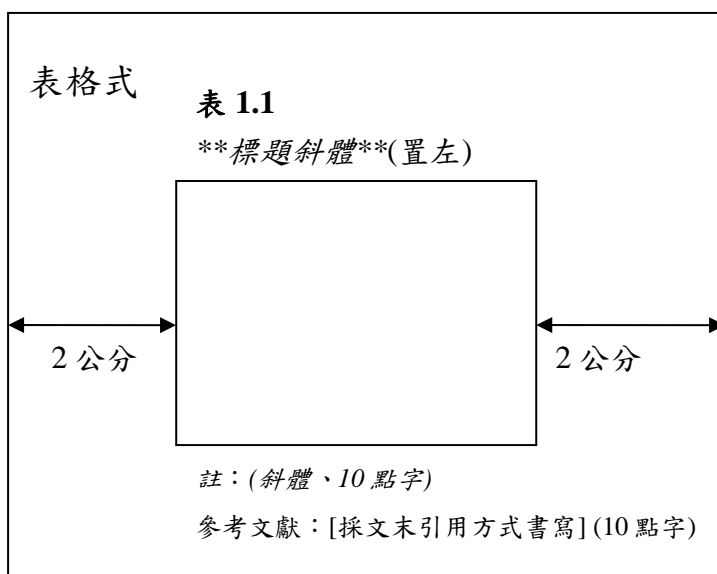 表格式
表 1.1
**標題斜體**(置左)
2 公分
2 公分
註：(斜體、10 點字)
參考文獻：[採文末引用方式書寫] (10 點字)